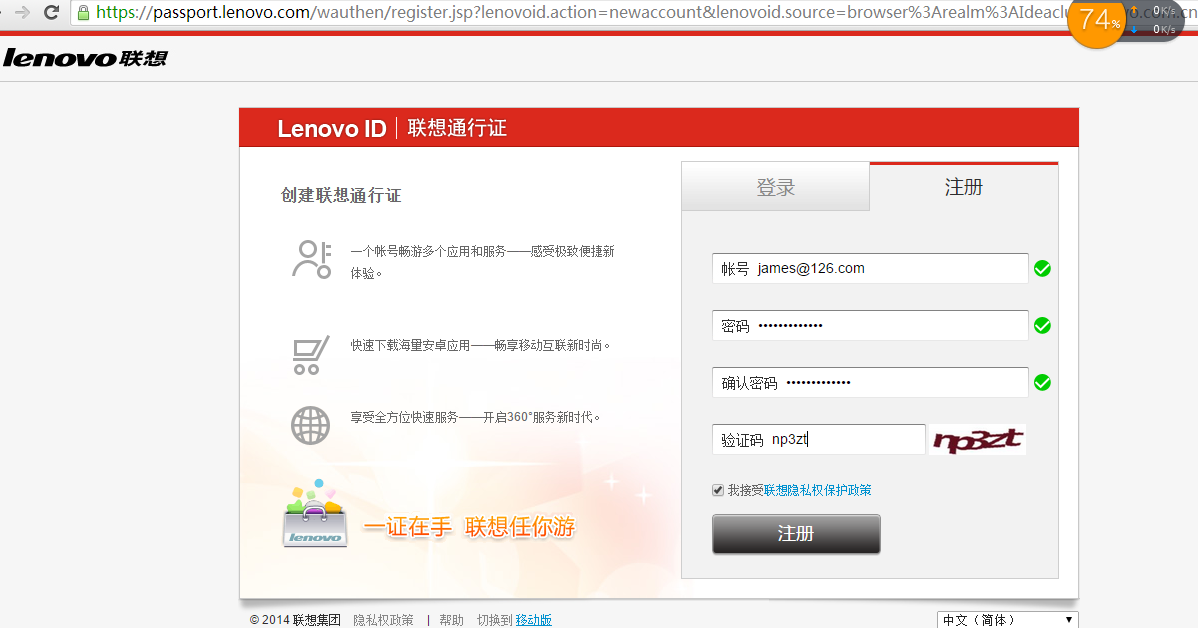 https://passport.lenovo.com/wauthen/register.jsp?lenovoid.action=newaccount&lenovoid.source=browser%3Arealm%3AIdeaclu
.com.cn
74%
0K/s
0K/s
lenovo联想
Lenovo ID | 联想通行证
创建联想通行证
一个帐号畅游多个应用和服务——感受极致便捷新
体验。
快速下载海量安卓应用——畅享移动互联新时尚。
享受全方位快速服务——开启360°服务新时代。
lenovo
一证在手 联想任你游
登录
注册
帐号 james@126.com
密码 •••••••••••••
确认密码 •••••••••••••
验证码 np3zt
np3zt
我接受联想隐私权保护政策
注册
© 2014 联想集团 隐私权政策 | 帮助 切换到 移动版
中文（简体）